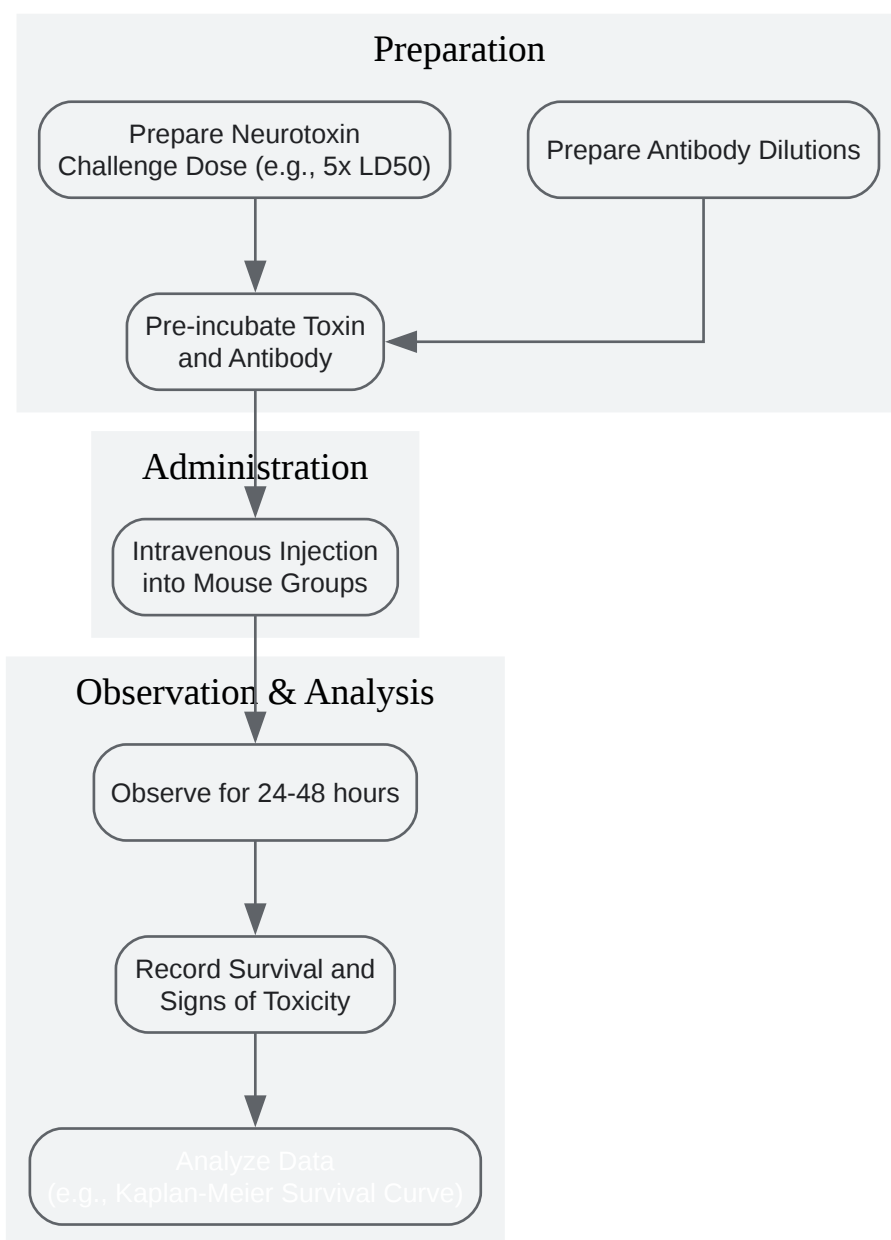 Preparation
Prepare Neurotoxin
Challenge Dose (e.g., 5x LD50)
Prepare Antibody Dilutions
Pre-incubate Toxin
and Antibody
Administration
Intravenous Injection
into Mouse Groups
Observation & Analysis
Observe for 24-48 hours
Record Survival and
Signs of Toxicity
Analyze Data
(e.g., Kaplan-Meier Survival Curve)